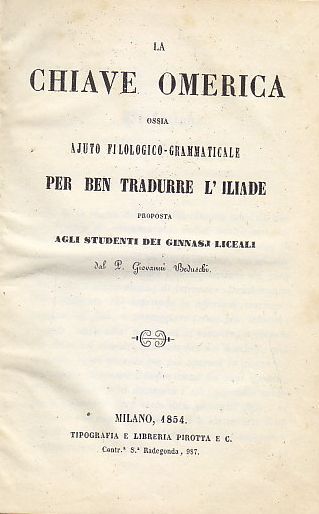 LA
CHIAVE OMERICA
OSSIA
AJUTO FILOLOGICO-GRAMMATICALE
PER BEN TRADURRE L'ILIADE
PROPOSTA
AGLI STUDENTI DEI GINNASJ LICEALI
dal P. Giovanni Beduschi.
MILANO, 1854.
TIPOGRAFIA E LIBRERIA PIROTTA E C.
Contr.ª S.ª Radegonda, 987.